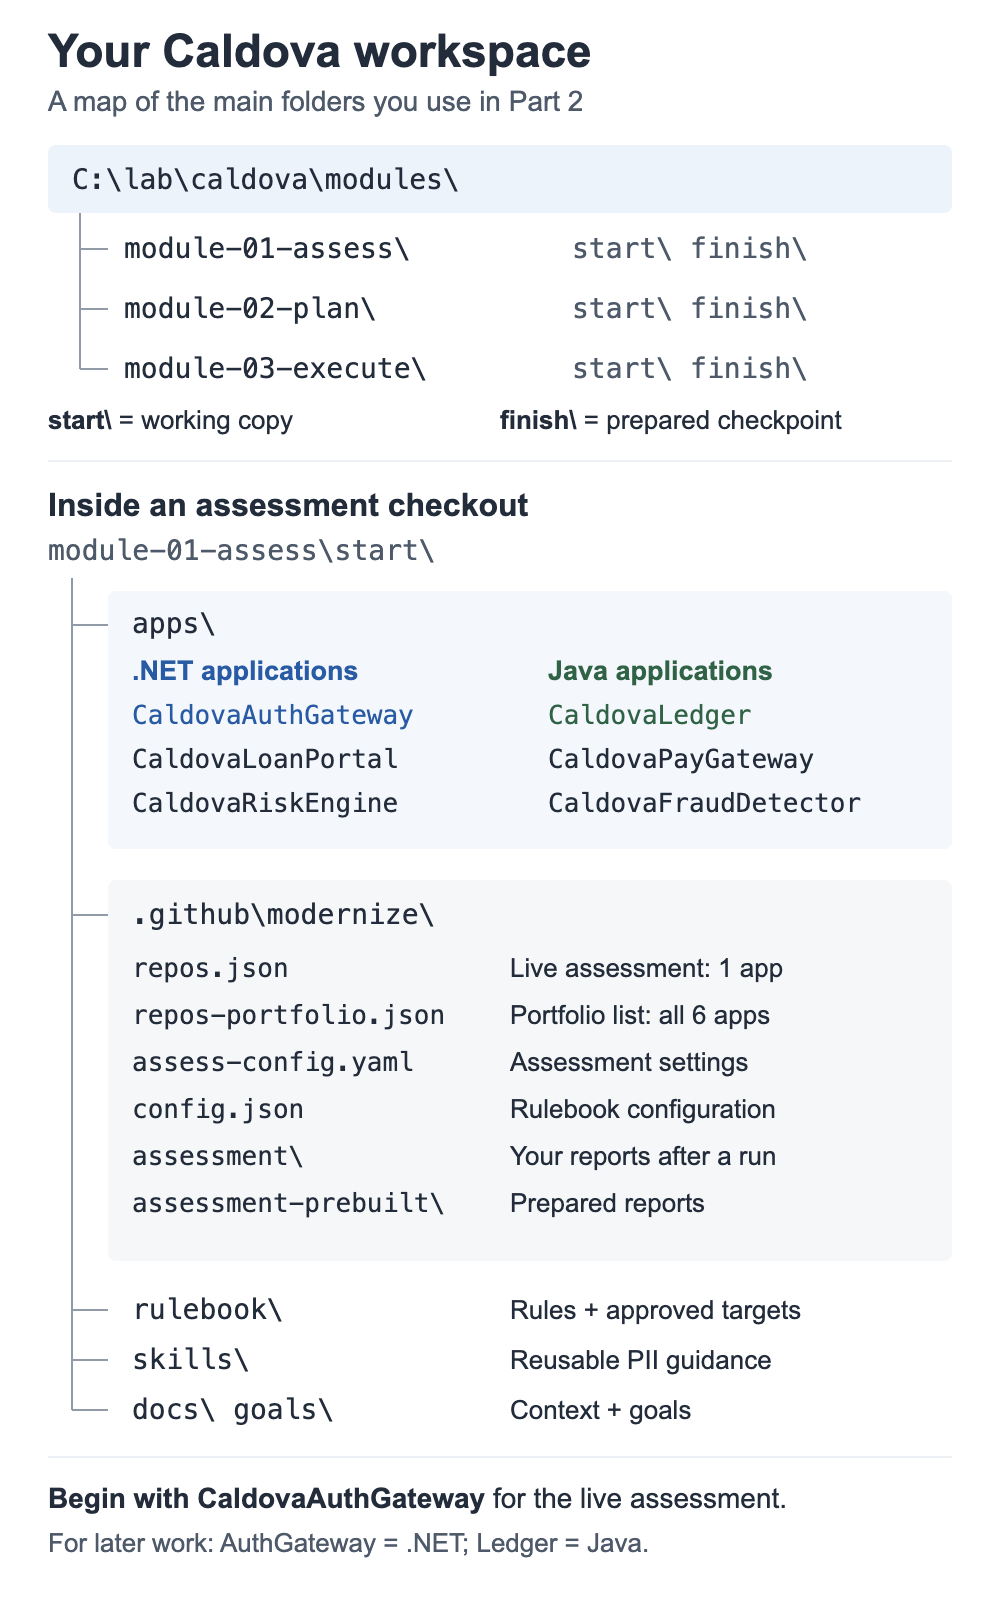 Your Caldova workspace
A map of the main folders you use in Part 2
C:\lab\caldova\modules\
module-01-assess\ start\ finish\
module-02-plan\ start\ finish\
module-03-execute\ start\ finish\
start\ = working copy finish\ = prepared checkpoint
Inside an assessment checkout
module-01-assess\start\
apps\
.NET applications Java applications
CaldovaAuthGateway CaldovaLedger
CaldovaLoanPortal CaldovaPayGateway
CaldovaRiskEngine CaldovaFraudDetector
.github\modernize\
repos.json Live assessment: 1 app
repos-portfolio.json Portfolio list: all 6 apps
assess-config.yaml Assessment settings
config.json Rulebook configuration
assessment\ Your reports after a run
assessment-prebuilt\ Prepared reports
rulebook\ Rules + approved targets
skills\ Reusable PII guidance
docs\ goals\ Context + goals
Begin with CaldovaAuthGateway for the live assessment.
For later work: AuthGateway = .NET; Ledger = Java.